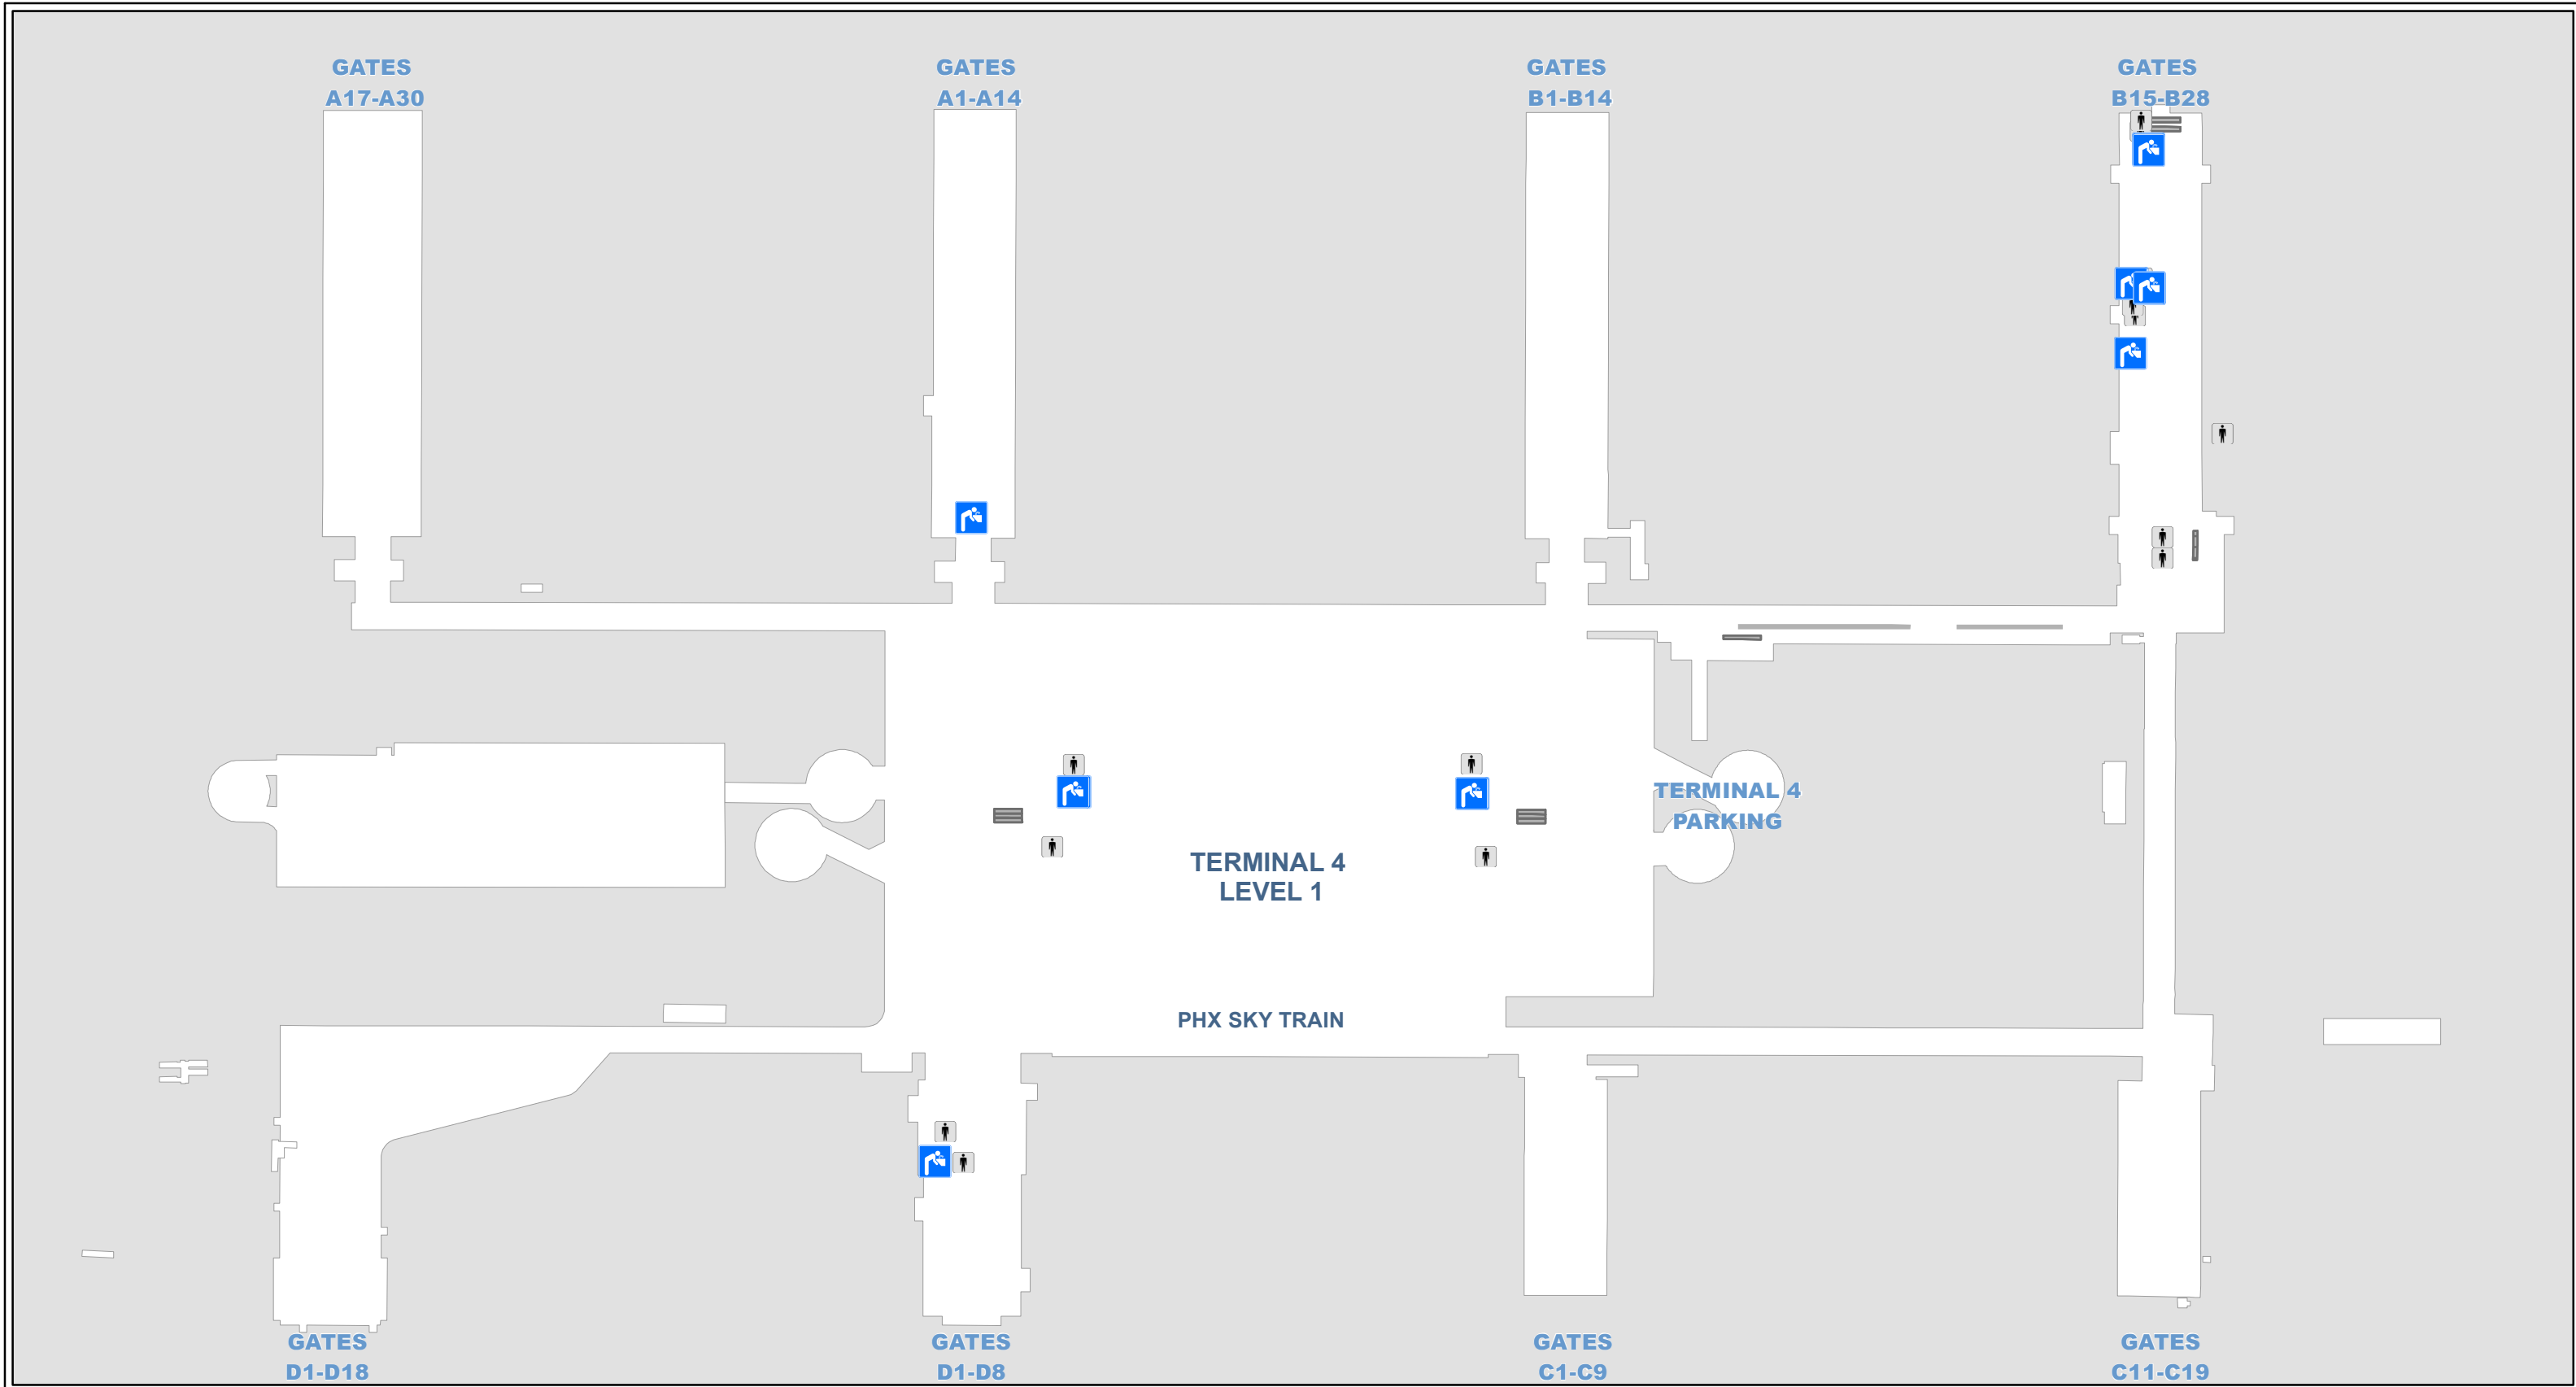 GATES
A17-A30
GATES
A1-A14
GATES
B1-B14
GATES
B15-B28
TERMINAL 4
PARKING
TERMINAL 4
LEVEL 1
PHX SKY TRAIN
GATES
D1-D18
GATES
D1-D8
GATES
C1-C9
GATES
C11-C19